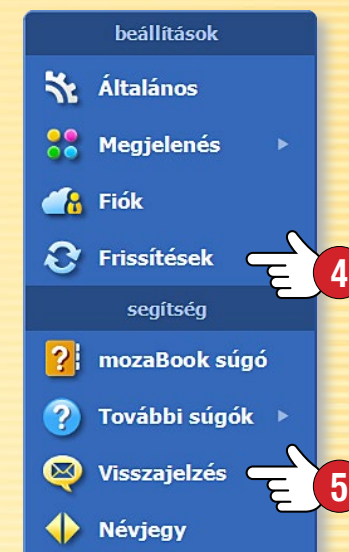 beállítások
Általános
Megjelenés
Fiók
Frissítések
4
segítség
mozaBook súgó
További súgók
Visszajelzés
5
Névjegy